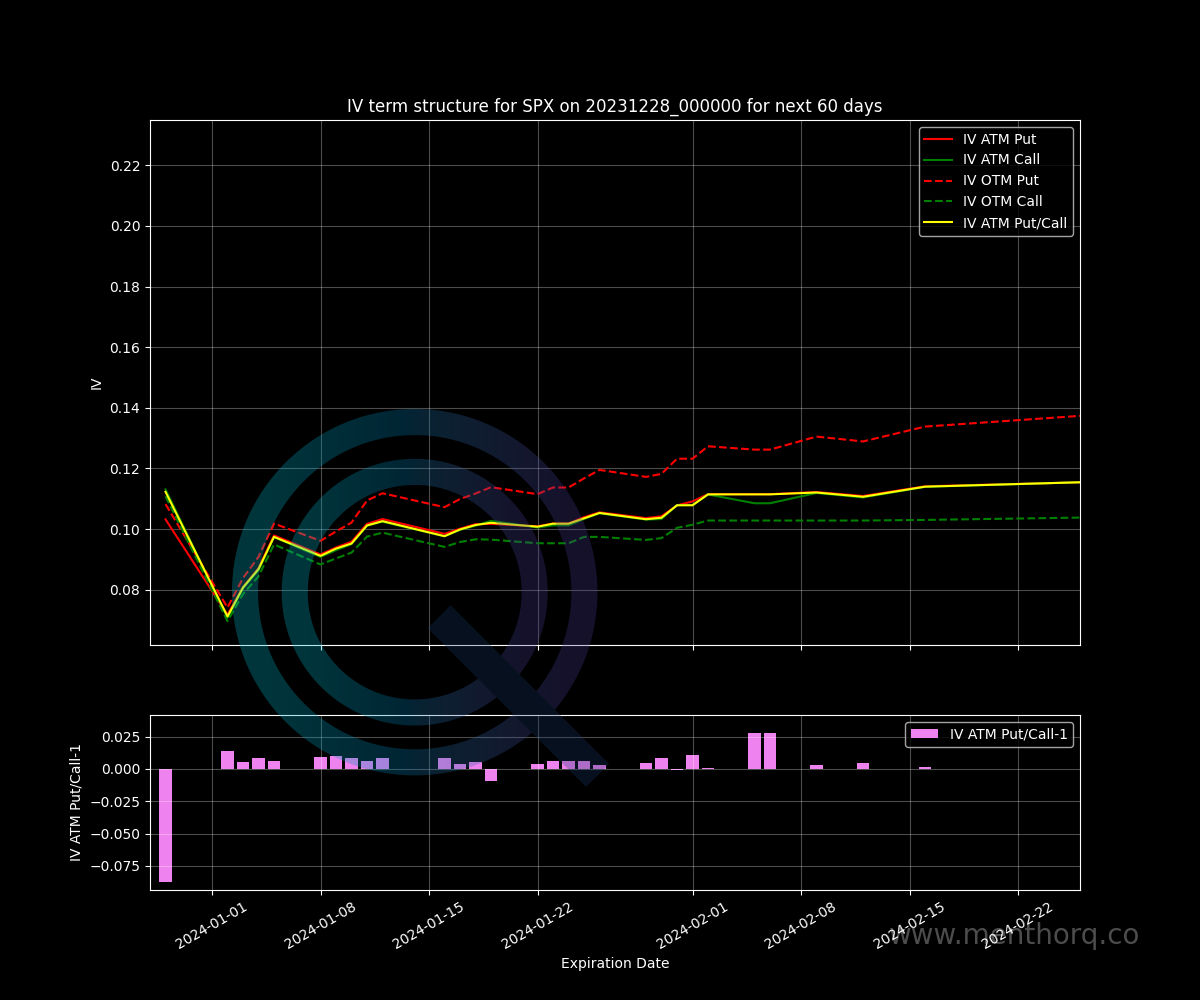 IV term structure for SPX on 20231228_000000 for next 60 days
IV ATM Put
IV ATM Call
IV OTM Put
IV OTM Call
IV ATM Put/Call
0.22
0.20
0.18
0.16
0.14
0.12
0.10
0.08
IV
IV ATM Put/Call-1
0.025
0.000
−0.025
−0.050
−0.075
IV ATM Put/Call-1
2024-01-01
2024-01-08
2024-01-15
2024-01-22
2024-02-01
2024-02-08
2024-02-15
2024-02-22
www.menthorq.co
Expiration Date